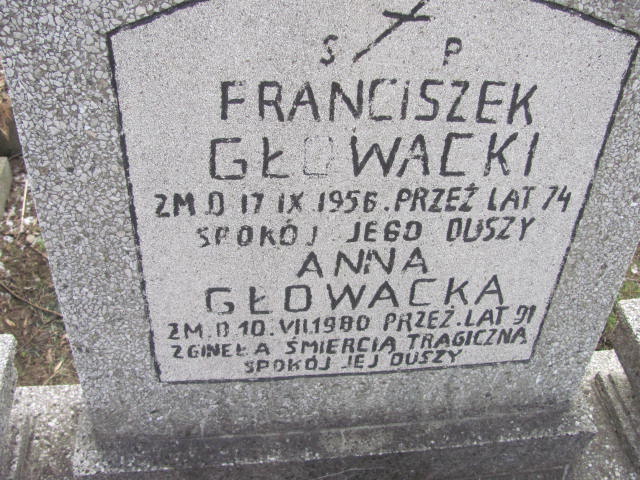 S P
FRANCISZEK
GŁOWACKI
ZM D 17 IX 1956. PRZEŻ LAT 74
SPOKÓJ JEGO DUSZY
ANNA
GŁOWACKA
ZM. D 10. VII.1980 PRZEŻ. LAT 91
ZGINEŁA ŚMIERCIĄ TRAGICZNĄ
SPOKÓJ JEJ DUSZY